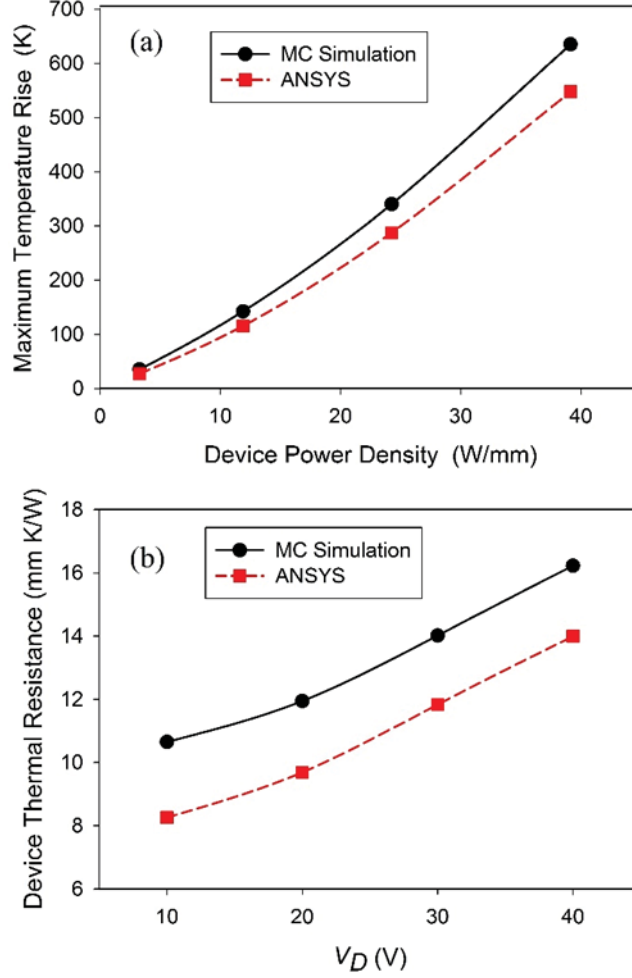 (a)
MC Simulation
ANSYS
Maximum Temperature Rise (K)
700
600
500
400
300
200
100
0
0 10 20 30 40
Device Power Density (W/mm)
(b)
MC Simulation
ANSYS
Device Thermal Resistance (mm K/W)
18
16
14
12
10
8
6
10 20 30 40
V_D (V)